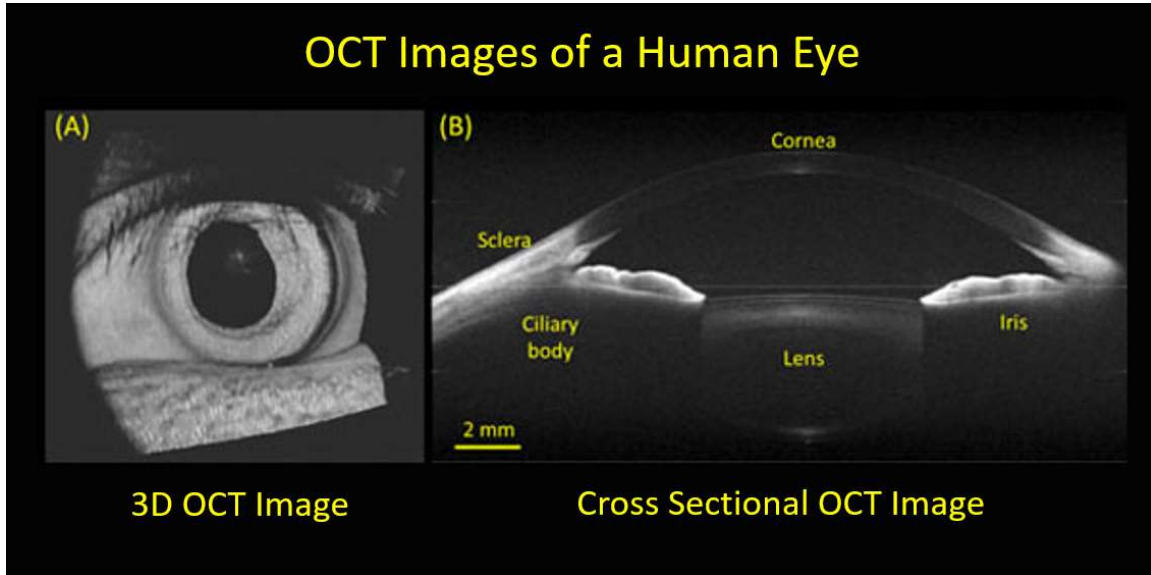 OCT Images of a Human Eye
(A)
(B)
Cornea
Sclera
Ciliary
body
Iris
Lens
2 mm
3D OCT Image
Cross Sectional OCT Image